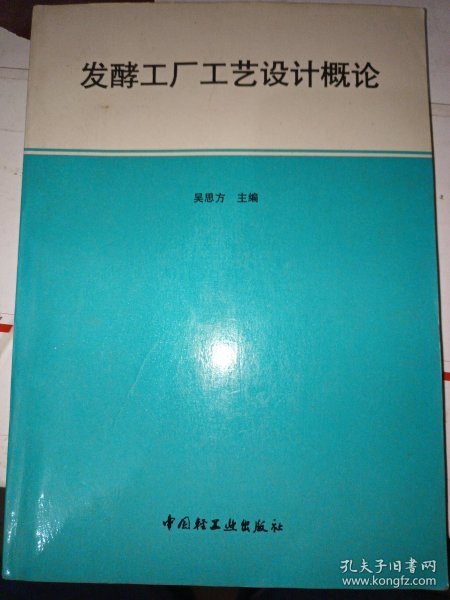 发酵工厂工艺设计概论
吴思方 主编
中国轻工业出版社
孔夫子旧书网
www.kongfz.com